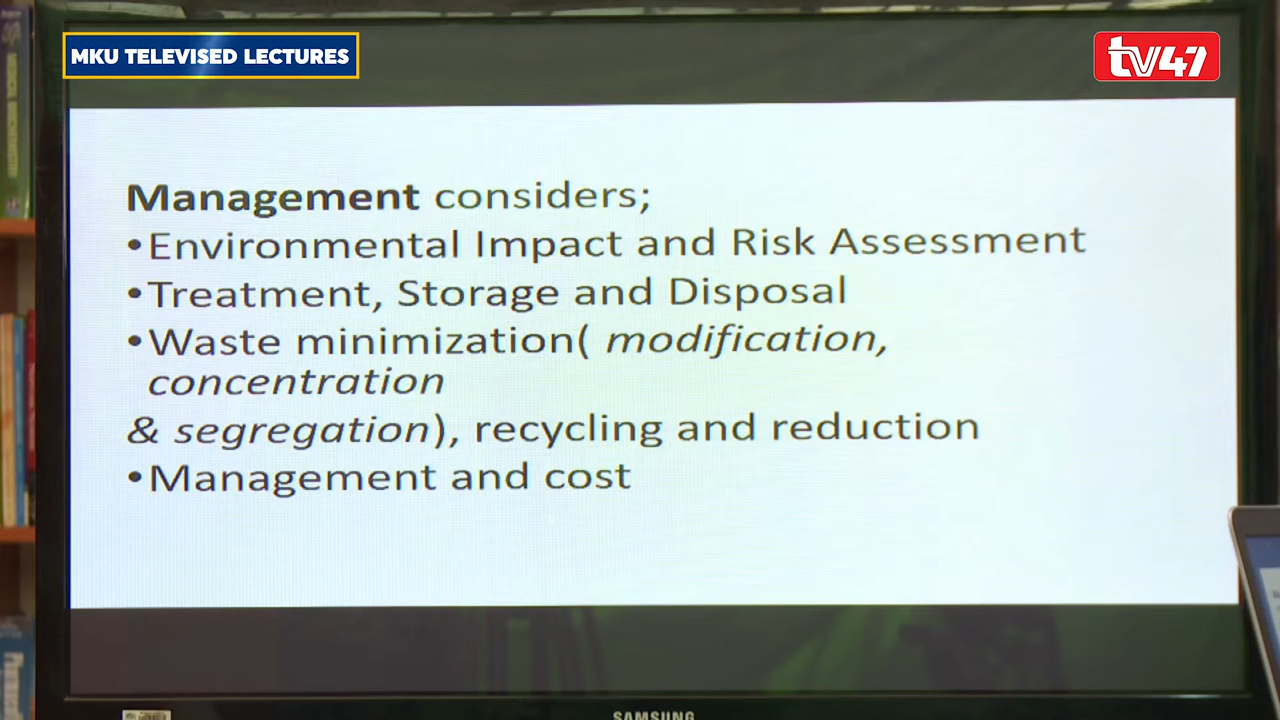 MKU TELEVISED LECTURES
tv47
Management considers;
•Environmental Impact and Risk Assessment
•Treatment, Storage and Disposal
•Waste minimization( modification,
concentration
& segregation), recycling and reduction
•Management and cost
SAMSUNG